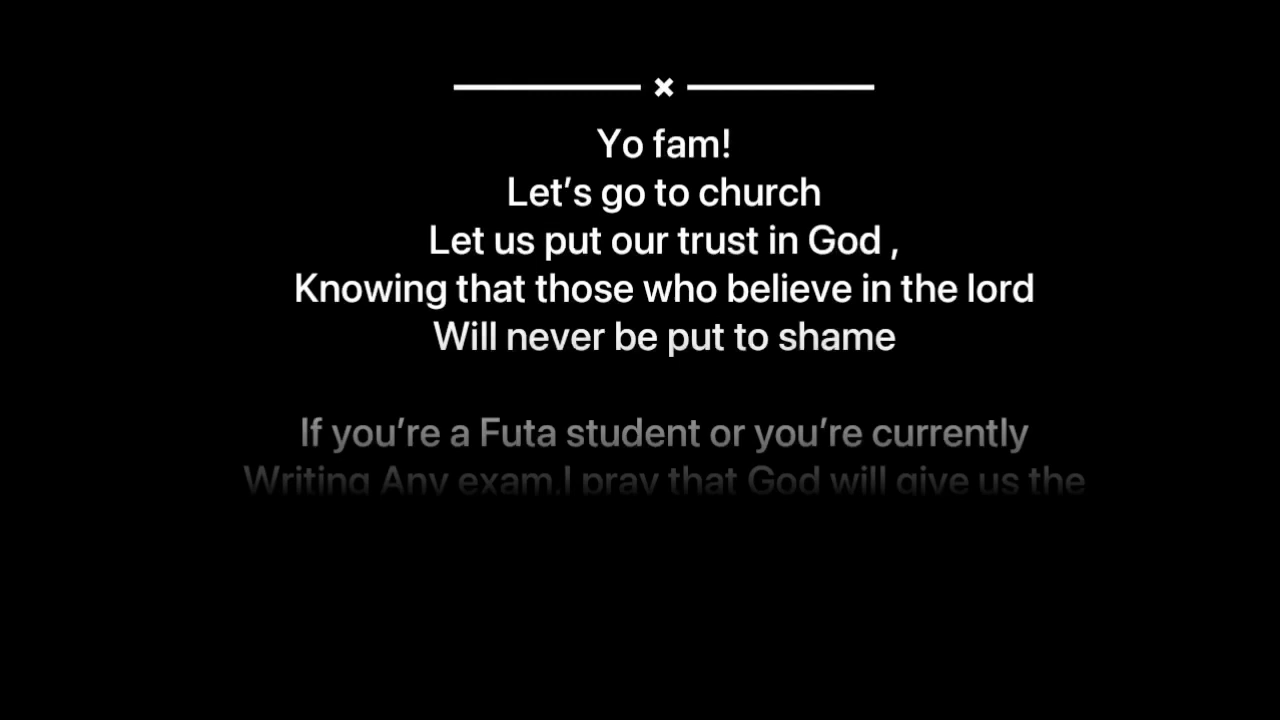 Yo fam!
Let’s go to church
Let us put our trust in God ,
Knowing that those who believe in the lord
Will never be put to shame
If you’re a Futa student or you’re currently
Writing Any exam,I pray that God will give us the